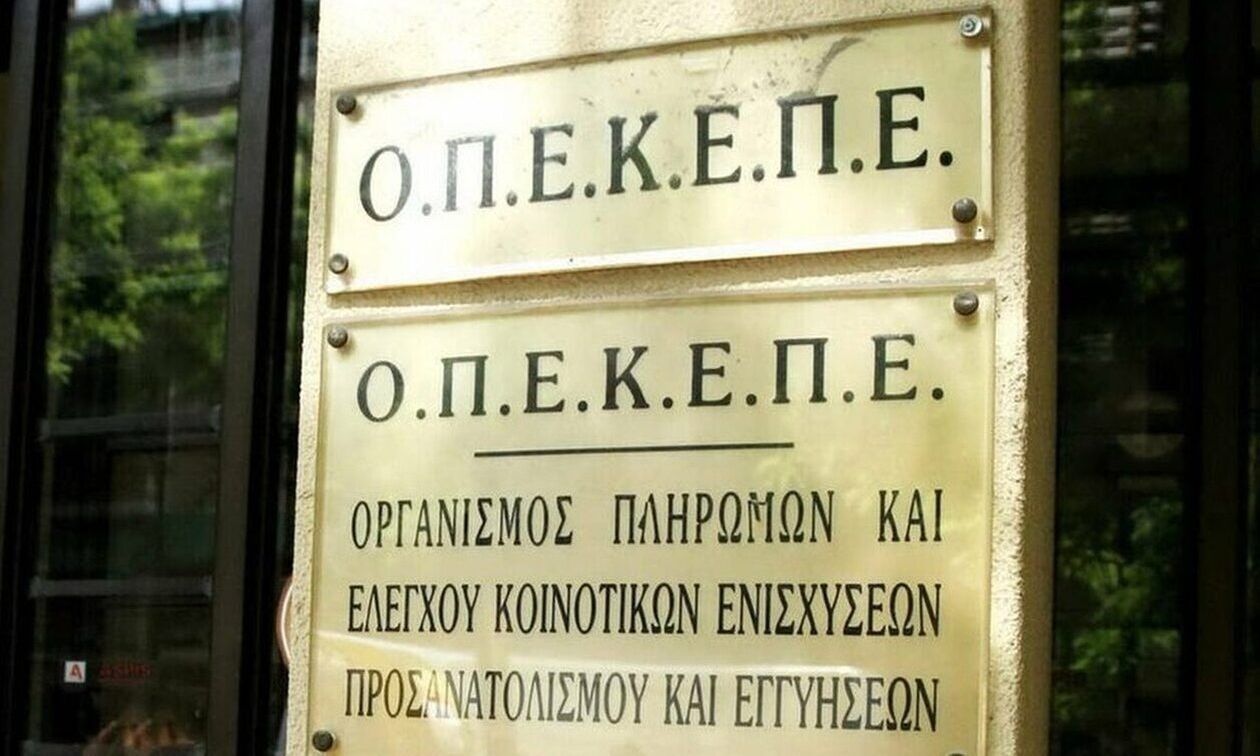 Ο.Π.Ε.Κ.Ε.Π.Ε.
Ο.Π.Ε.Κ.Ε.Π.Ε.
ΟΡΓΑΝΙΣΜΟΣ ΠΛΗΡΩΜΩΝ ΚΑΙ
ΕΛΕΓΧΟΥ ΚΟΙΝΟΤΙΚΩΝ ΕΝΙΣΧΥΣΕΩΝ
ΠΡΟΣΑΝΑΤΟΛΙΣΜΟΥ ΚΑΙ ΕΓΓΥΗΣΕΩΝ